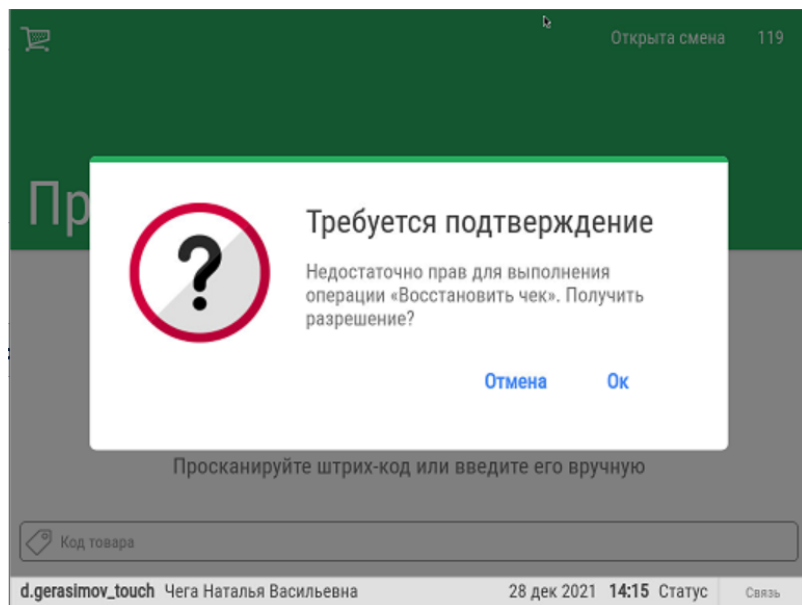 Открыта смена 119
Пр
Требуется подтверждение
Недостаточно прав для выполнения
операции «Восстановить чек». Получить
разрешение?
Отмена Ок
Просканируйте штрих-код или введите его вручную
Код товара
d.gerasimov_touch Чега Наталья Васильевна 28 дек 2021 14:15 Статус Связь